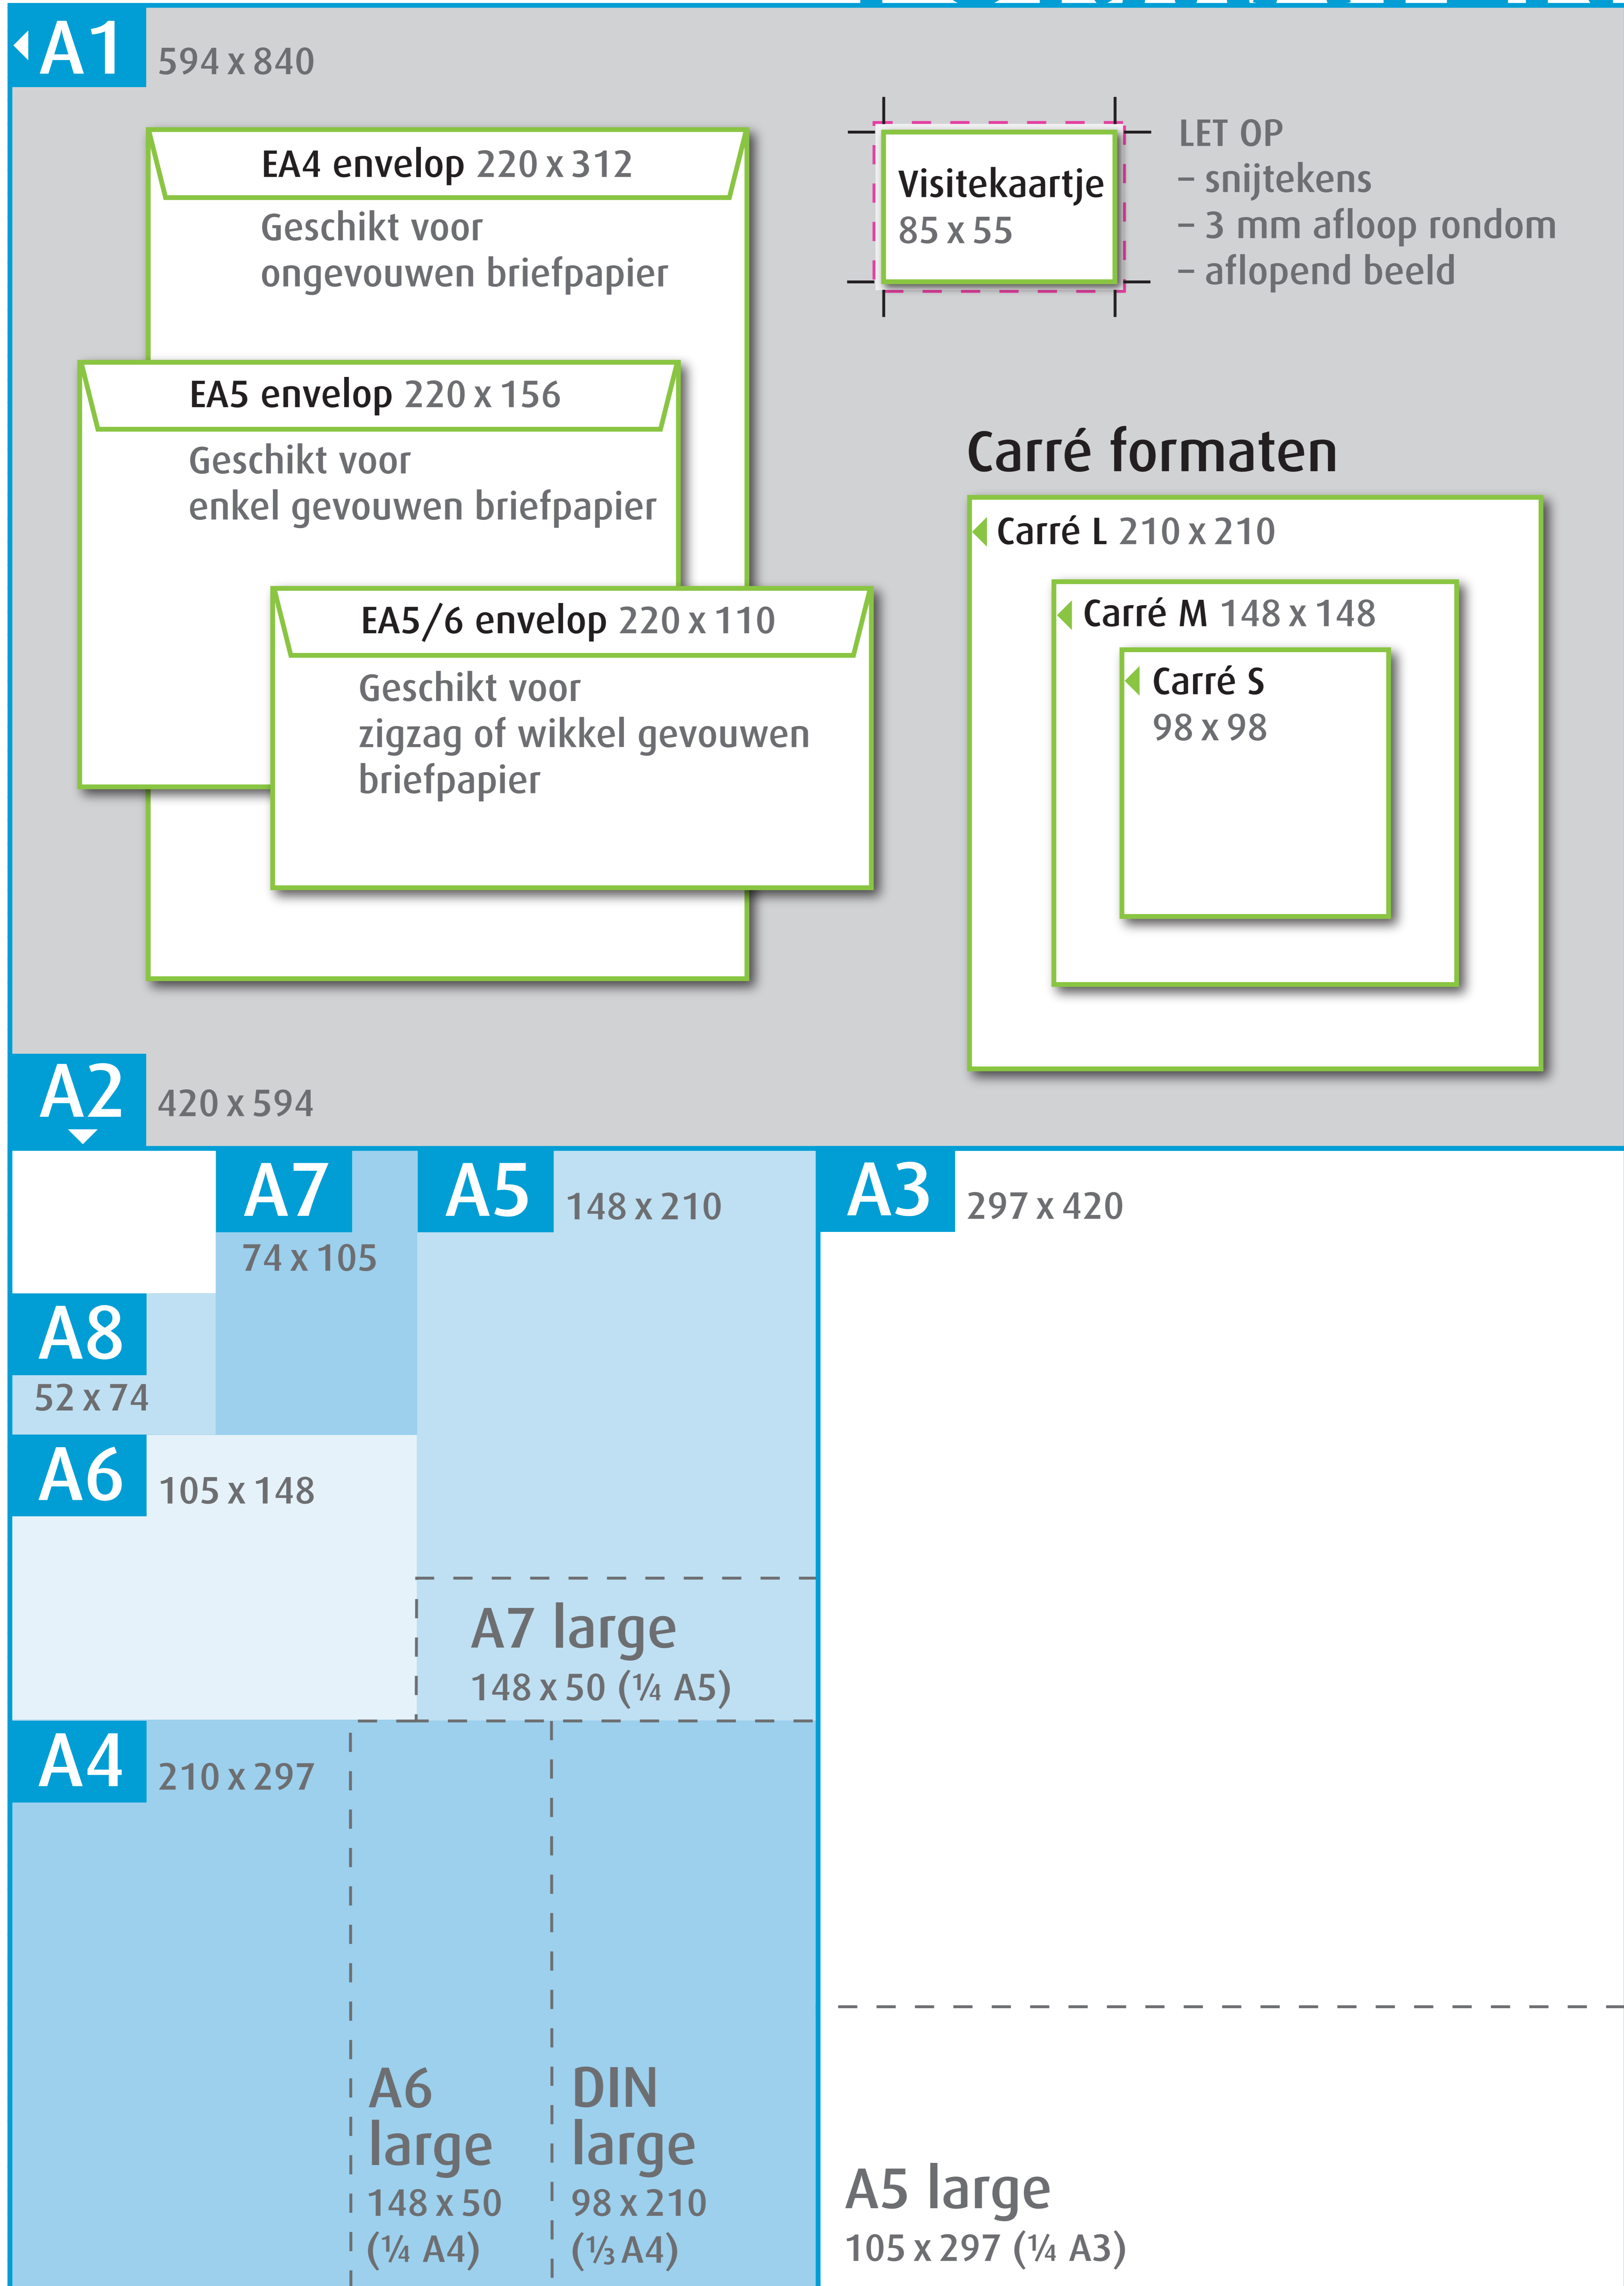 A1 594 x 840
EA4 envelop 220 x 312
Geschikt voor
ongevouwen briefpapier
Visitekaartje
85 x 55
LET OP
– snijtekens
– 3 mm afloop rondom
– aflopend beeld
EA5 envelop 220 x 156
Geschikt voor
enkel gevouwen briefpapier
EA5/6 envelop 220 x 110
Geschikt voor
zigzag of wikkel gevouwen
briefpapier
Carré formaten
Carré L 210 x 210
Carré M 148 x 148
Carré S
98 x 98
A2 420 x 594
A7
74 x 105
A5 148 x 210
A3 297 x 420
A8
52 x 74
A6 105 x 148
A7 large
148 x 50 (¼ A5)
A4 210 x 297
A6
large
148 x 50
(¼ A4)
DIN
large
98 x 210
(⅓ A4)
A5 large
105 x 297 (¼ A3)